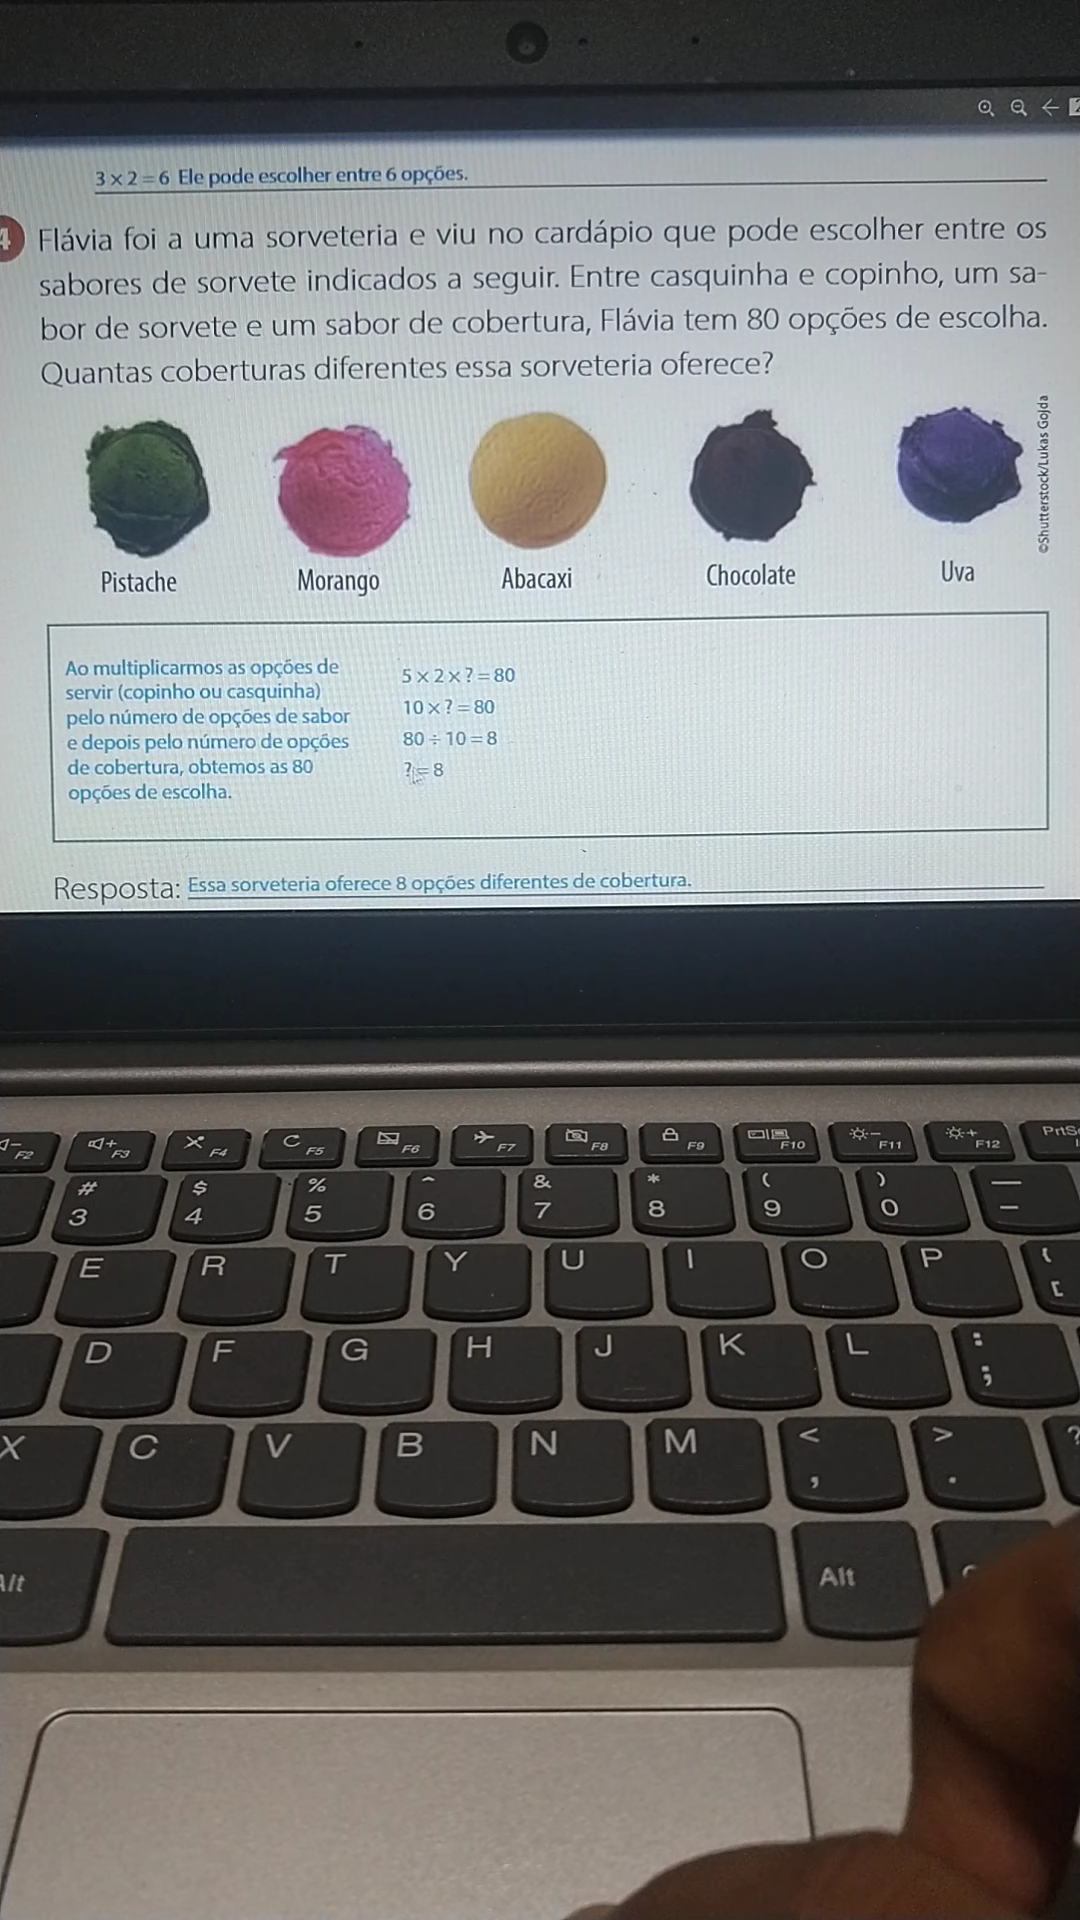 3 × 2 = 6 Ele pode escolher entre 6 opções.
4 Flávia foi a uma sorveteria e viu no cardápio que pode escolher entre os
sabores de sorvete indicados a seguir. Entre casquinha e copinho, um sa-
bor de sorvete e um sabor de cobertura, Flávia tem 80 opções de escolha.
Quantas coberturas diferentes essa sorveteria oferece?
©Shutterstock/Lukas Gojda
Pistache Morango Abacaxi Chocolate Uva
Ao multiplicarmos as opções de
servir (copinho ou casquinha)
pelo número de opções de sabor
e depois pelo número de opções
de cobertura, obtemos as 80
opções de escolha.
5 × 2 × ? = 80
10 × ? = 80
80 ÷ 10 = 8
? = 8
Resposta: Essa sorveteria oferece 8 opções diferentes de cobertura.
F2 F3 F4 F5 F6 F7 F8 F9 F10 F11 F12 PrtS
# $ % ^ & * ( ) —
3 4 5 6 7 8 9 0 –
E R T Y U I O P { [
D F G H J K L : ;
X C V B N M < , > . ?
Alt Alt